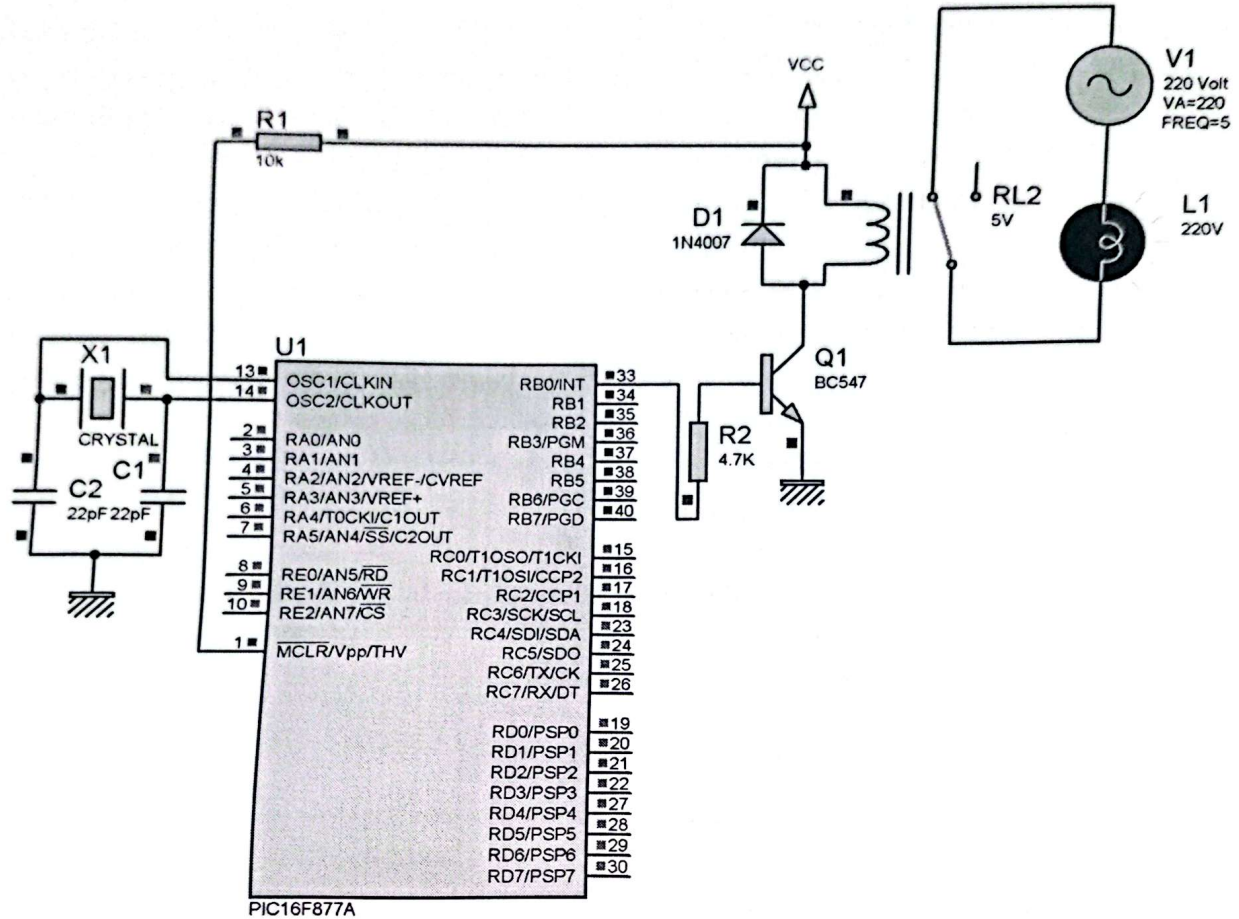 VCC
V1
220 Volt
VA=220
FREQ=5
R1
10k
RL2
5V
D1
1N4007
L1
220V
U1
X1
CRYSTAL
C2
22pF
C1
22pF
Q1
BC547
R2
4.7K
13 OSC1/CLKIN
14 OSC2/CLKOUT
2 RA0/AN0
3 RA1/AN1
4 RA2/AN2/VREF-/CVREF
5 RA3/AN3/VREF+
6 RA4/T0CKI/C1OUT
7 RA5/AN4/SS/C2OUT
8 RE0/AN5/RD
9 RE1/AN6/WR
10 RE2/AN7/CS
1 MCLR/Vpp/THV
RB0/INT 33
RB1 34
RB2 35
RB3/PGM 36
RB4 37
RB5 38
RB6/PGC 39
RB7/PGD 40
RC0/T1OSO/T1CKI 15
RC1/T1OSI/CCP2 16
RC2/CCP1 17
RC3/SCK/SCL 18
RC4/SDI/SDA 23
RC5/SDO 24
RC6/TX/CK 25
RC7/RX/DT 26
RD0/PSP0 19
RD1/PSP1 20
RD2/PSP2 21
RD3/PSP3 22
RD4/PSP4 27
RD5/PSP5 28
RD6/PSP6 29
RD7/PSP7 30
PIC16F877A